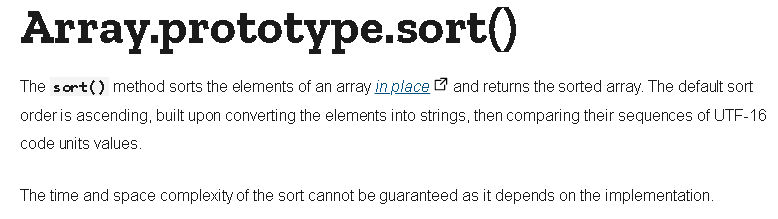 Array.prototype.sort()
The sort() method sorts the elements of an array in place and returns the sorted array. The default sort
order is ascending, built upon converting the elements into strings, then comparing their sequences of UTF-16
code units values.
The time and space complexity of the sort cannot be guaranteed as it depends on the implementation.